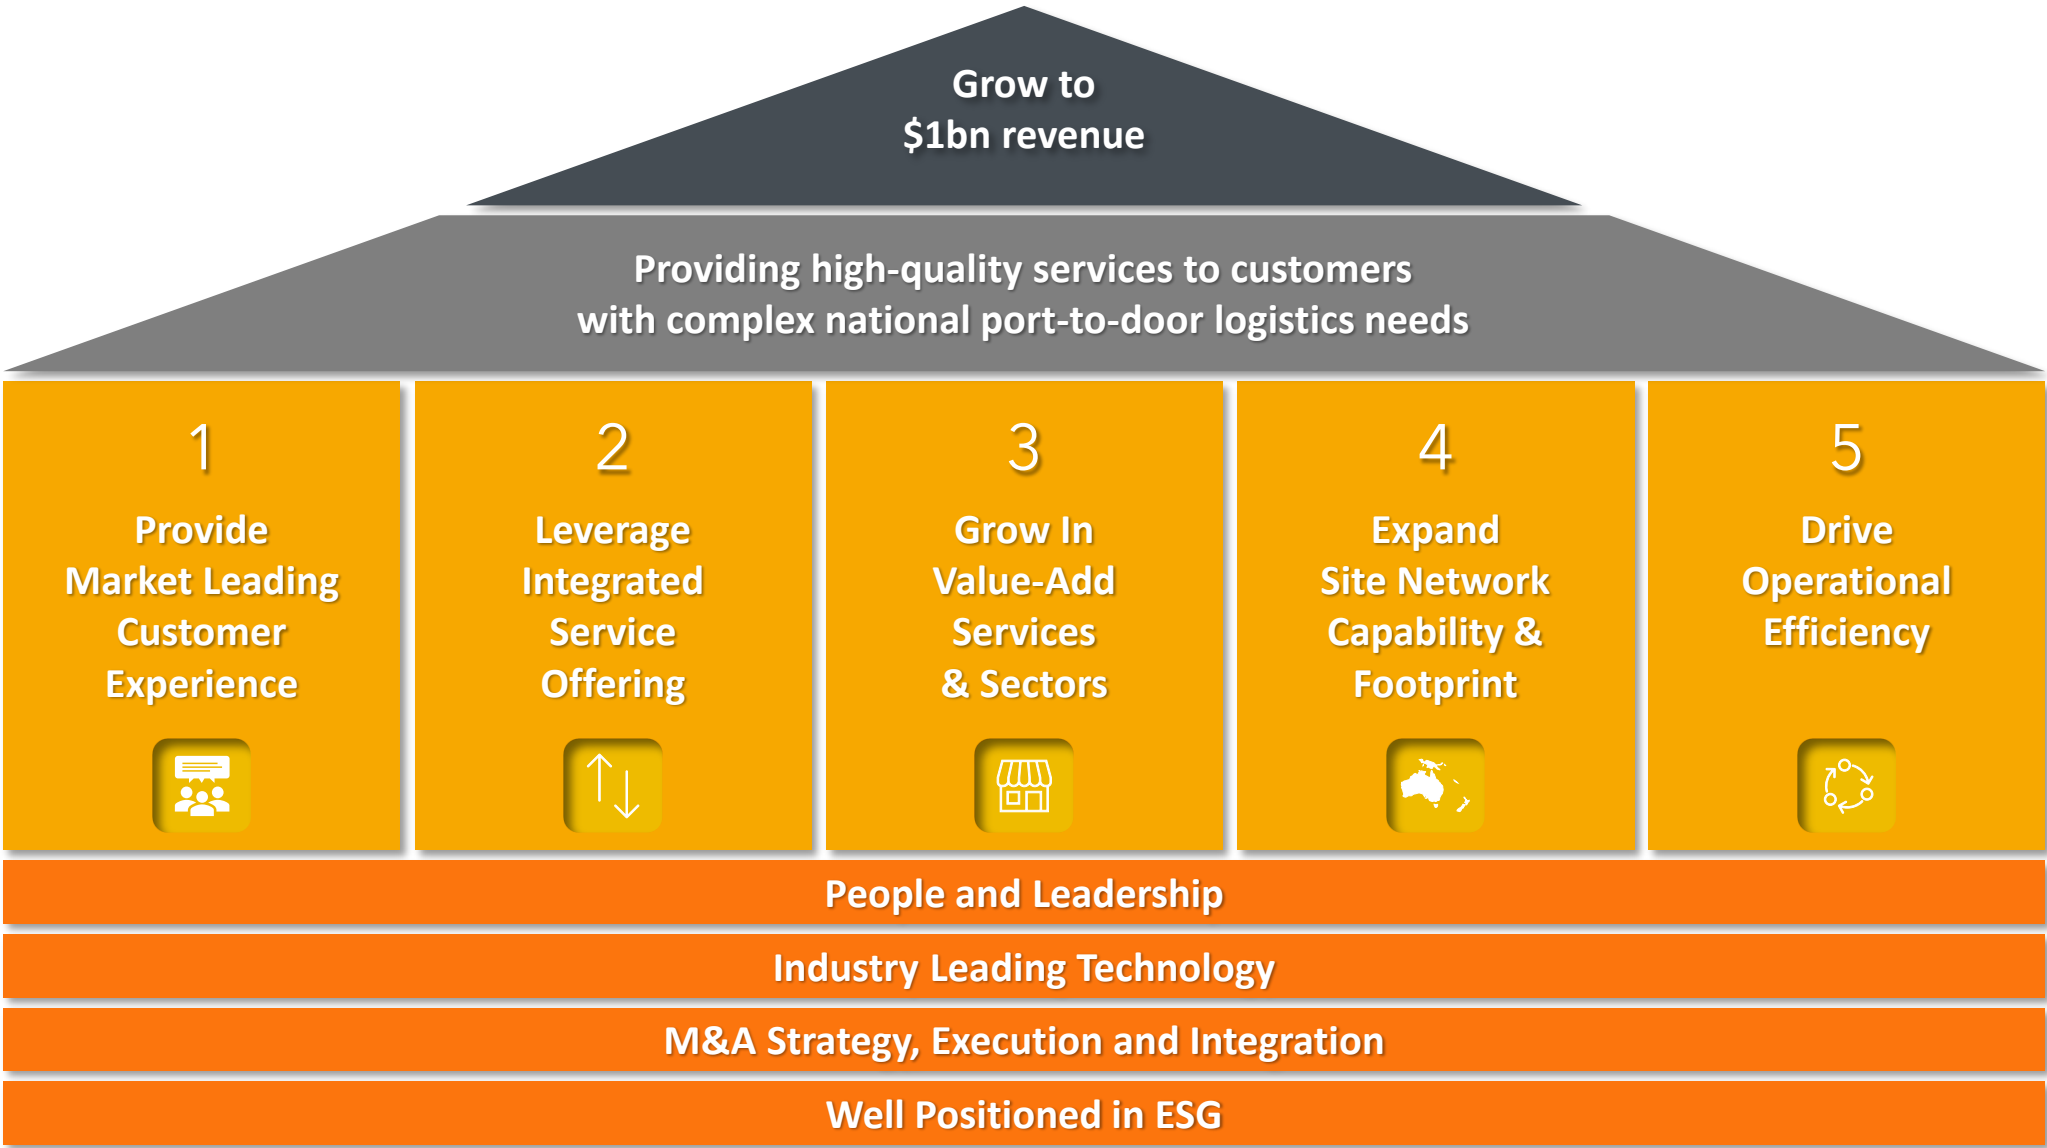 Grow to
$1bn revenue
Providing high-quality services to customers
with complex national port-to-door logistics needs
1
Provide
Market Leading
Customer
Experience
2
Leverage
Integrated
Service
Offering
3
Grow In
Value-Add
Services
& Sectors
4
Expand
Site Network
Capability &
Footprint
5
Drive
Operational
Efficiency
People and Leadership
Industry Leading Technology
M&A Strategy, Execution and Integration
Well Positioned in ESG